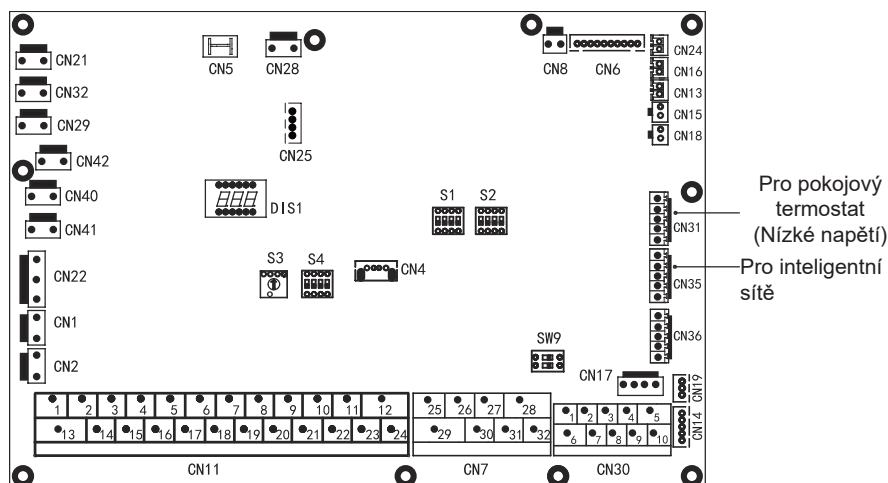 CN21
CN32
CN29
CN42
CN40
CN41
CN22
CN1
CN2
CN5
CN28
CN25
DIS1
S3
S4
CN4
S1
S2
CN8
CN6
CN24
CN16
CN13
CN15
CN18
CN31
CN35
CN36
SW9
CN17
CN19
CN14
Pro pokojový
termostat
(Nízké napětí)
Pro inteligentní
sítě
1 2 3 4 5 6 7 8 9 10 11 12
13 14 15 16 17 18 19 20 21 22 23 24
CN11
25 26 27 28
29 30 31 32
CN7
1 2 3 4 5
6 7 8 9 10
CN30